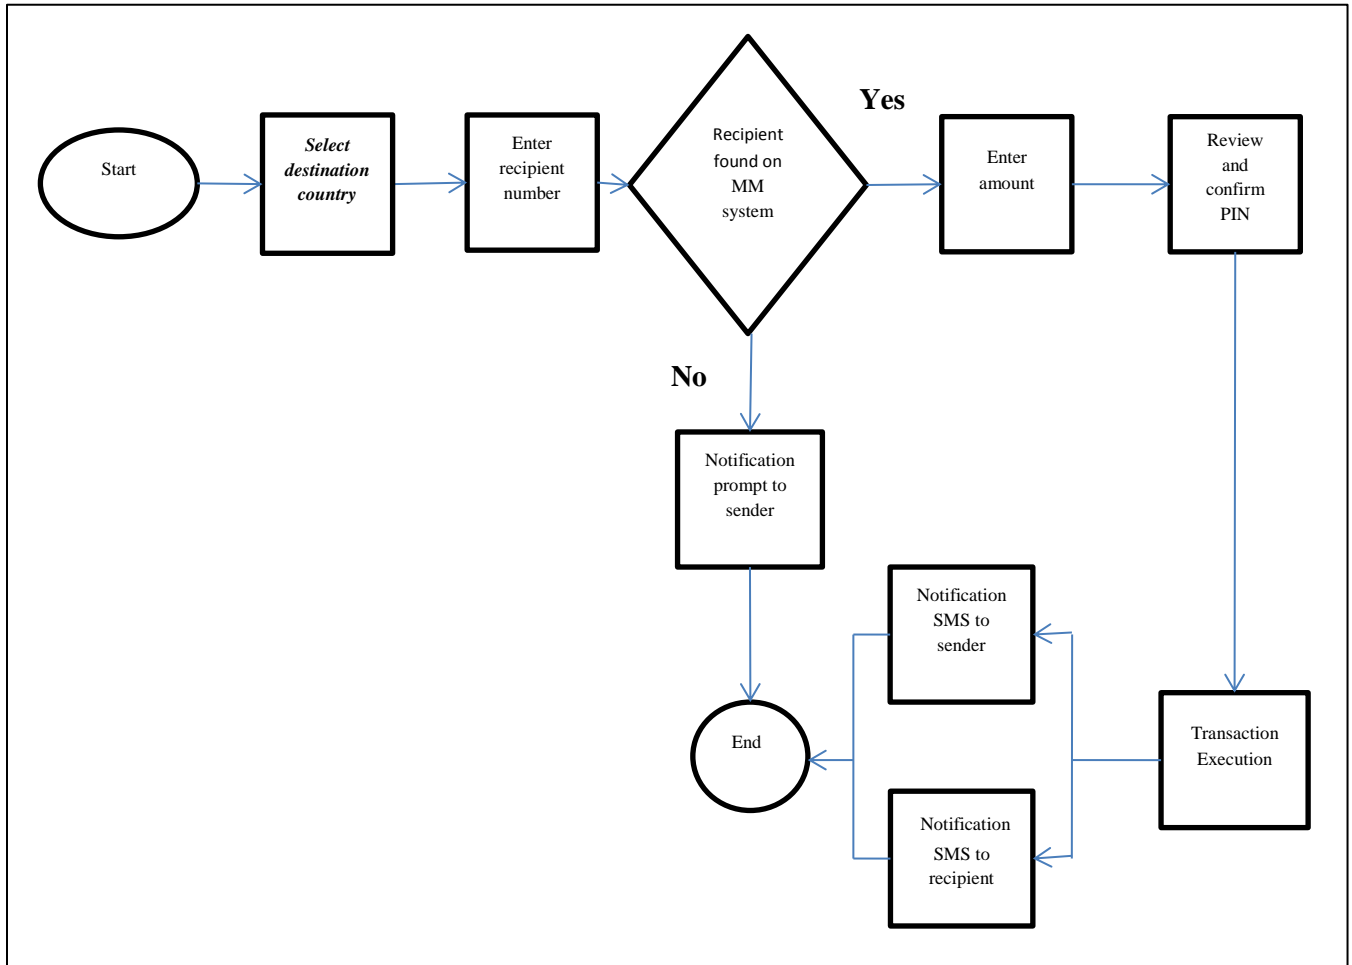 Start
Select
destination
country
Enter
recipient
number
Recipient
found on
MM
system
Yes
Enter
amount
Review
and
confirm
PIN
No
Notification
prompt to
sender
Notification
SMS to
sender
End
Transaction
Execution
Notification
SMS to
recipient